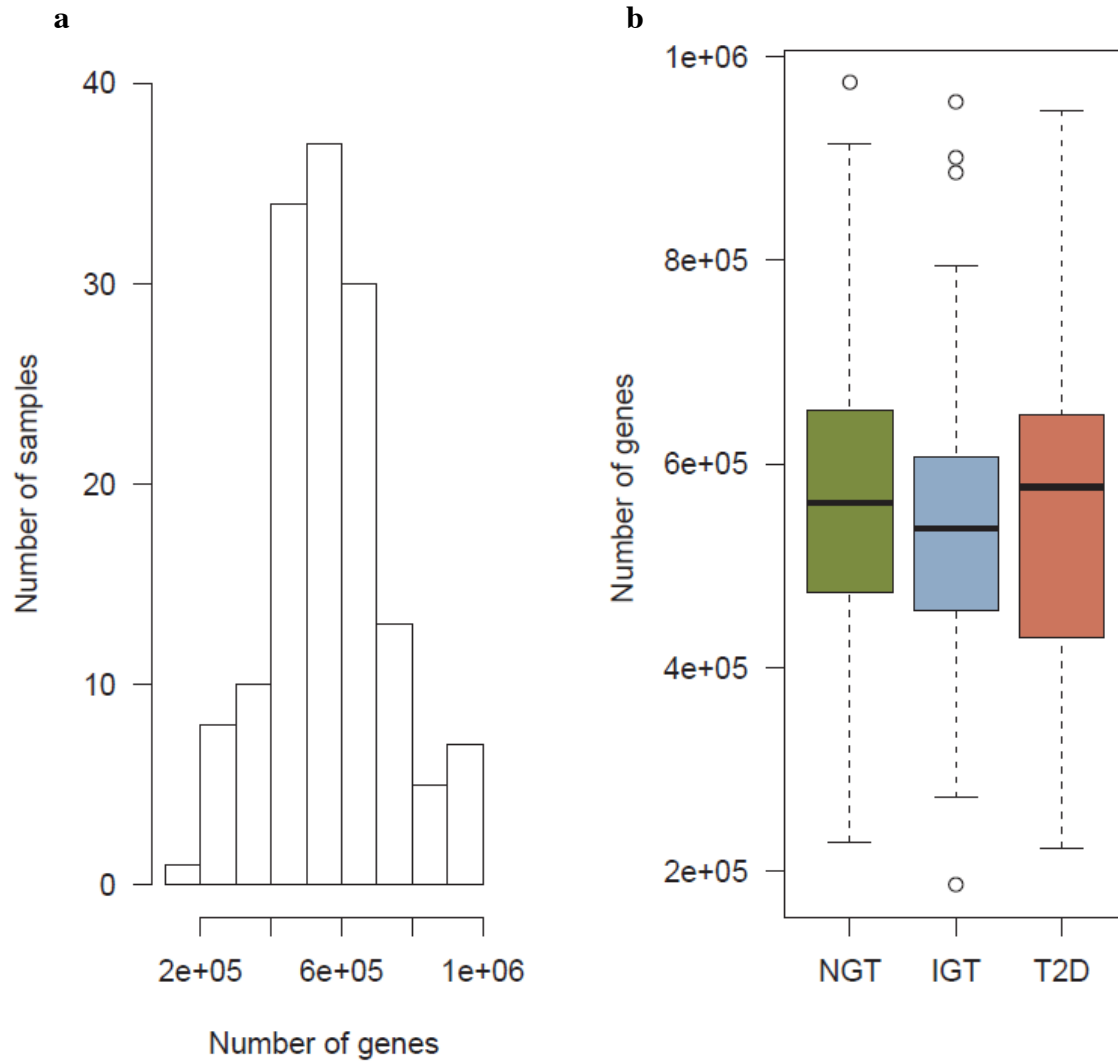 a
40
30
20
10
0
Number of samples
2e+05 6e+05 1e+06
Number of genes
b
1e+06
8e+05
6e+05
4e+05
2e+05
Number of genes
NGT IGT T2D